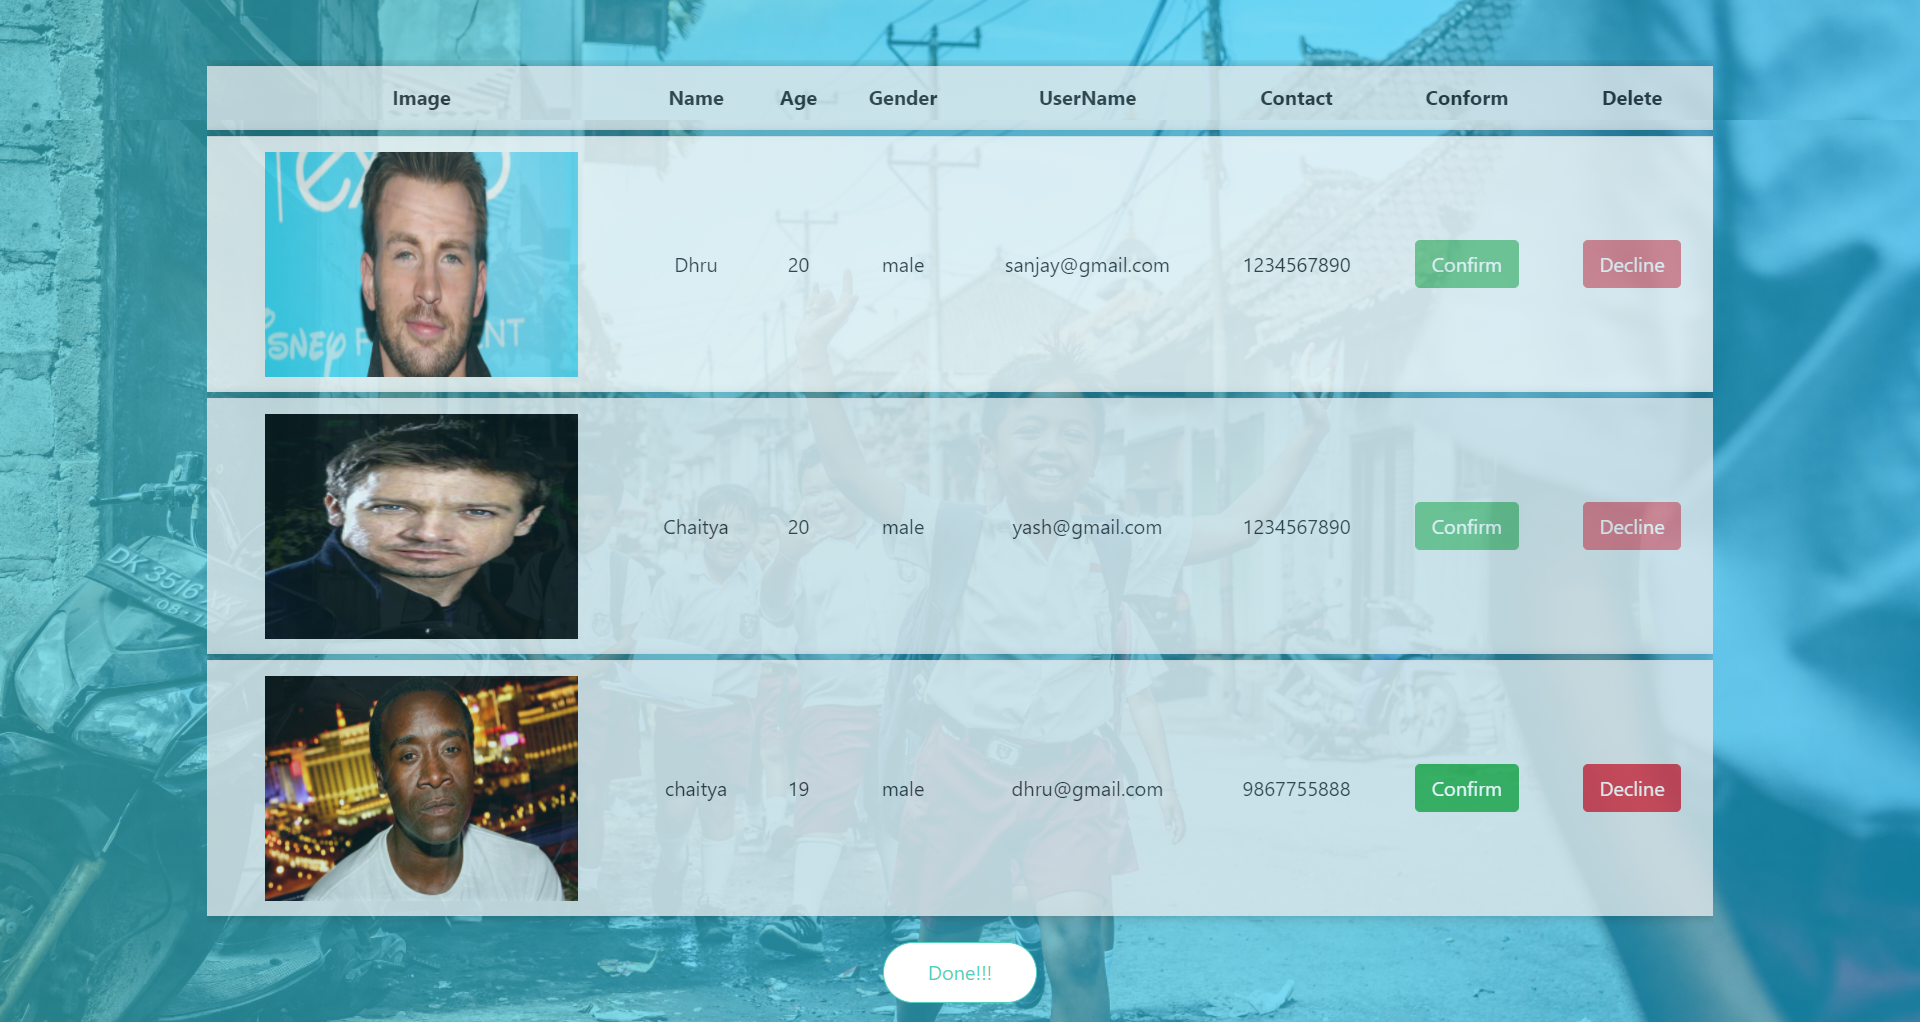 Image Name Age Gender UserName Contact Conform Delete
Dhru 20 male sanjay@gmail.com 1234567890 Confirm Decline
SNEY
NT
Chaitya 20 male yash@gmail.com 1234567890 Confirm Decline
DK 3516 XK
08-
chaitya 19 male dhru@gmail.com 9867755888 Confirm Decline
Done!!!